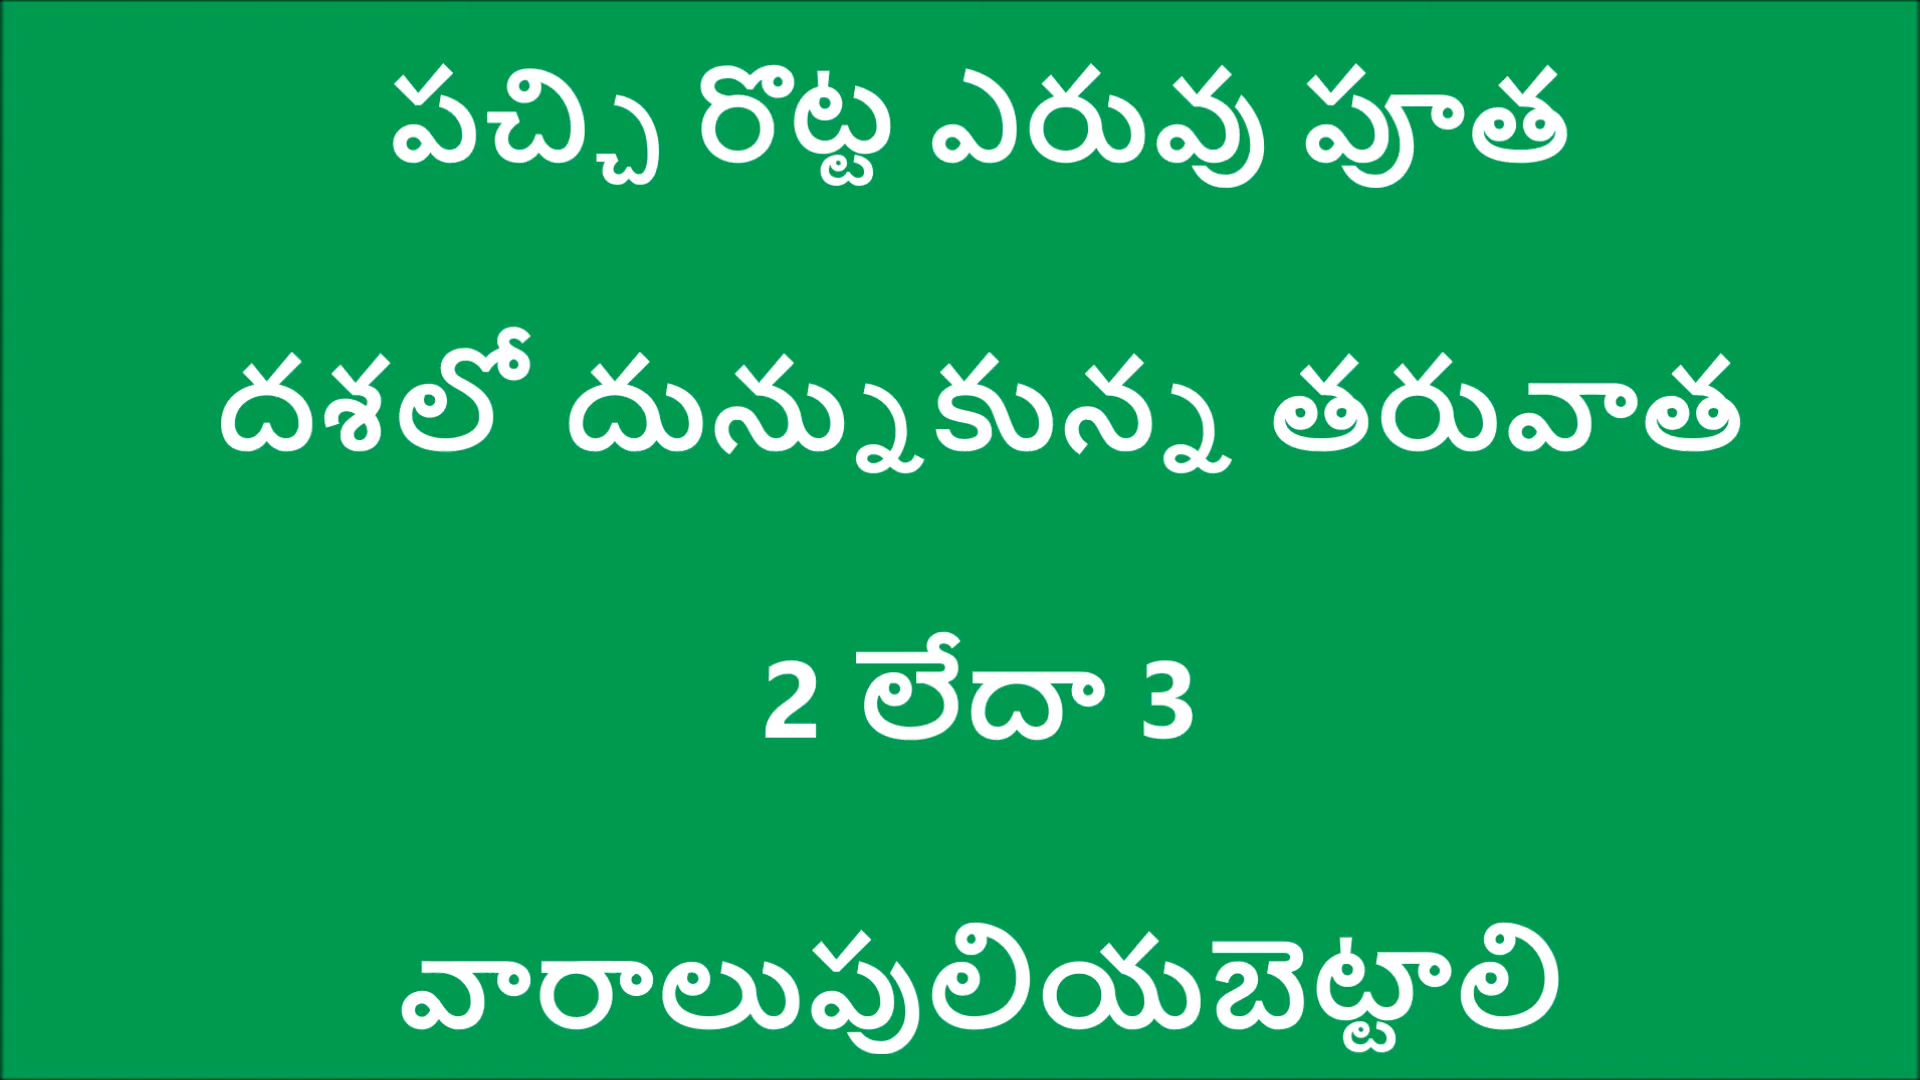 పచ్చి రొట్ట ఎరువు పూత
దశలో దున్నుకున్న తరువాత
2 లేదా 3
వారాలుపులియబెట్టాలి